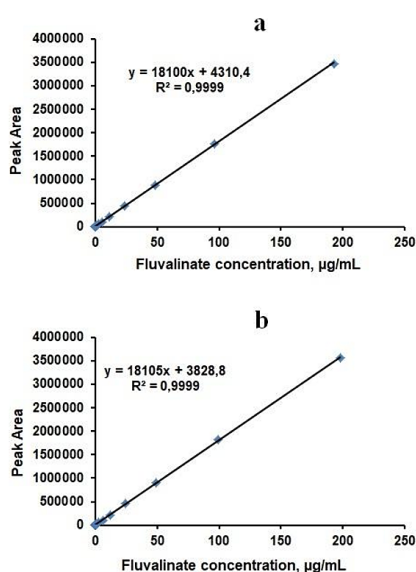 a
4000000
3500000
3000000
2500000
2000000
1500000
1000000
500000
0
y = 18100x + 4310,4
R² = 0,9999
Peak Area
0 50 100 150 200 250
Fluvalinate concentration, µg/mL
b
4000000
3500000
3000000
2500000
2000000
1500000
1000000
500000
0
y = 18105x + 3828,8
R² = 0,9999
Peak Area
0 50 100 150 200 250
Fluvalinate concentration, µg/mL